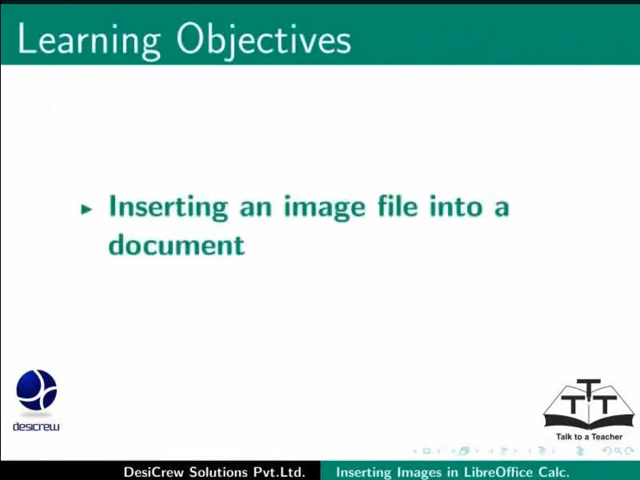 Learning Objectives
Inserting an image file into a
document
desicrew
T
T T
Talk to a Teacher
DesiCrew Solutions Pvt.Ltd.
Inserting Images in LibreOffice Calc.